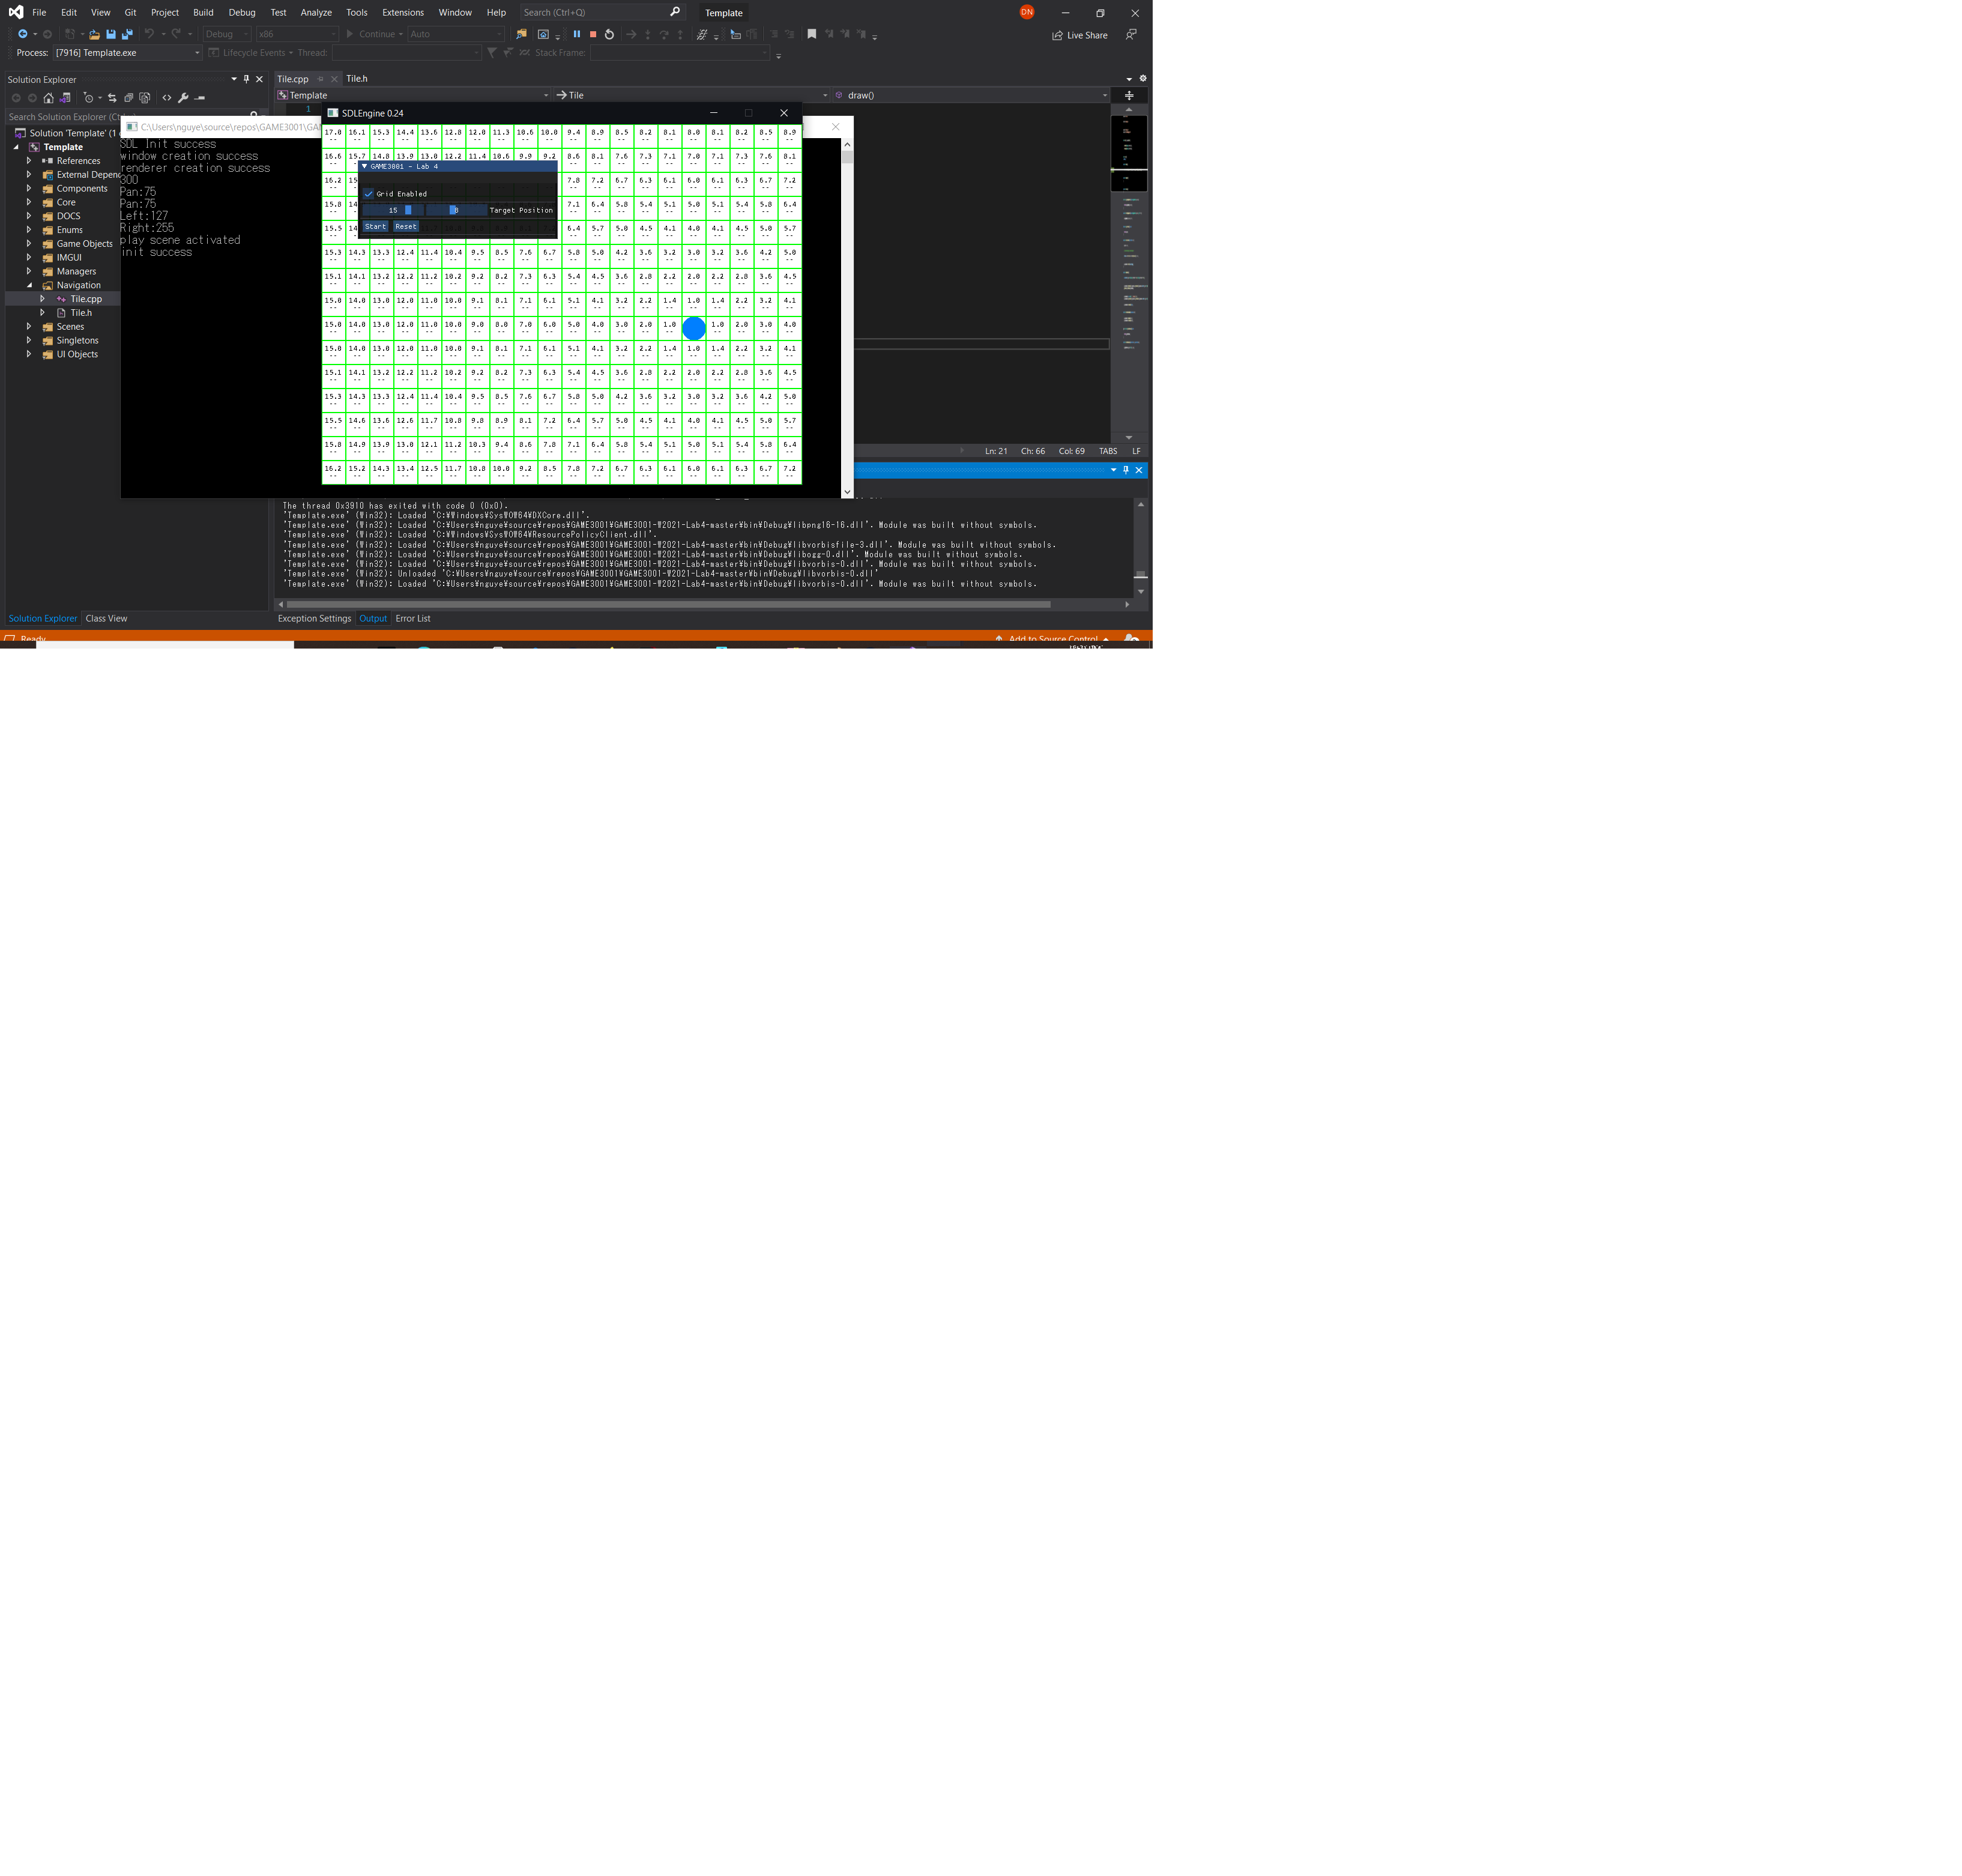 File Edit View Git Project Build Debug Test Analyze Tools Extensions Window Help Search (Ctrl+Q) Template DN
Debug x86 Continue Auto Live Share
Process: [7916] Template.exe Lifecycle Events Thread: Stack Frame:
Solution Explorer
Search Solution Explorer (Ct
Solution 'Template' (1
Template
References
External Depend
Components
Core
DOCS
Enums
Game Objects
IMGUI
Managers
Navigation
Tile.cpp
Tile.h
Scenes
Singletons
UI Objects
Solution Explorer Class View
Tile.cpp Tile.h
Template Tile draw()
1
C:\Users\nguye\source\repos\GAME3001\GA
SDL Init success
window creation success
renderer creation success
300
Pan:75
Pan:75
Left:127
Right:255
play scene activated
init success
SDLEngine 0.24
17.0 16.1 15.3 14.4 13.6 12.8 12.0 11.3 10.6 10.0 9.4 8.9 8.5 8.2 8.1 8.0 8.1 8.2 8.5 8.9
-- -- -- -- -- -- -- -- -- -- -- -- -- -- -- -- -- -- -- --
16.6 15.7 14.8 13.9 13.0 12.2 11.4 10.6 9.9 9.2 8.6 8.1 7.6 7.3 7.1 7.0 7.1 7.3 7.6 8.1
GAME3001 - Lab 4
Grid Enabled
15 8 Target Position
Start Reset
16.2 15 7.8 7.2 6.7 6.3 6.1 6.0 6.1 6.3 6.7 7.2
-- -- -- -- -- -- -- -- -- -- -- --
15.8 14 7.1 6.4 5.8 5.4 5.1 5.0 5.1 5.4 5.8 6.4
-- -- -- -- -- -- -- -- -- -- -- --
15.5 14 6.4 5.7 5.0 4.5 4.1 4.0 4.1 4.5 5.0 5.7
-- -- -- -- -- -- -- -- -- -- -- --
15.3 14.3 13.3 12.4 11.4 10.4 9.5 8.5 7.6 6.7 5.8 5.0 4.2 3.6 3.2 3.0 3.2 3.6 4.2 5.0
-- -- -- -- -- -- -- -- -- -- -- -- -- -- -- -- -- -- -- --
15.1 14.1 13.2 12.2 11.2 10.2 9.2 8.2 7.3 6.3 5.4 4.5 3.6 2.8 2.2 2.0 2.2 2.8 3.6 4.5
-- -- -- -- -- -- -- -- -- -- -- -- -- -- -- -- -- -- -- --
15.0 14.0 13.0 12.0 11.0 10.0 9.1 8.1 7.1 6.1 5.1 4.1 3.2 2.2 1.4 1.0 1.4 2.2 3.2 4.1
-- -- -- -- -- -- -- -- -- -- -- -- -- -- -- -- -- -- -- --
15.0 14.0 13.0 12.0 11.0 10.0 9.0 8.0 7.0 6.0 5.0 4.0 3.0 2.0 1.0 1.0 2.0 3.0 4.0
-- -- -- -- -- -- -- -- -- -- -- -- -- -- -- -- -- -- --
15.0 14.0 13.0 12.0 11.0 10.0 9.1 8.1 7.1 6.1 5.1 4.1 3.2 2.2 1.4 1.0 1.4 2.2 3.2 4.1
-- -- -- -- -- -- -- -- -- -- -- -- -- -- -- -- -- -- -- --
15.1 14.1 13.2 12.2 11.2 10.2 9.2 8.2 7.3 6.3 5.4 4.5 3.6 2.8 2.2 2.0 2.2 2.8 3.6 4.5
-- -- -- -- -- -- -- -- -- -- -- -- -- -- -- -- -- -- -- --
15.3 14.3 13.3 12.4 11.4 10.4 9.5 8.5 7.6 6.7 5.8 5.0 4.2 3.6 3.2 3.0 3.2 3.6 4.2 5.0
-- -- -- -- -- -- -- -- -- -- -- -- -- -- -- -- -- -- -- --
15.5 14.6 13.6 12.6 11.7 10.8 9.8 8.9 8.1 7.2 6.4 5.7 5.0 4.5 4.1 4.0 4.1 4.5 5.0 5.7
-- -- -- -- -- -- -- -- -- -- -- -- -- -- -- -- -- -- -- --
15.8 14.9 13.9 13.0 12.1 11.2 10.3 9.4 8.6 7.8 7.1 6.4 5.8 5.4 5.1 5.0 5.1 5.4 5.8 6.4
-- -- -- -- -- -- -- -- -- -- -- -- -- -- -- -- -- -- -- --
16.2 15.2 14.3 13.4 12.5 11.7 10.8 10.0 9.2 8.5 7.8 7.2 6.7 6.3 6.1 6.0 6.1 6.3 6.7 7.2
-- -- -- -- -- -- -- -- -- -- -- -- -- -- -- -- -- -- -- --
Ln: 21 Ch: 66 Col: 69 TABS LF
The thread 0x3910 has exited with code 0 (0x0).
'Template.exe' (Win32): Loaded 'C:¥Windows¥SysWOW64¥DXCore.dll'.
'Template.exe' (Win32): Loaded 'C:¥Users¥nguye¥source¥repos¥GAME3001¥GAME3001-W2021-Lab4-master¥bin¥Debug¥libpng16-16.dll'. Module was built without symbols.
'Template.exe' (Win32): Loaded 'C:¥Windows¥SysWOW64¥ResourcePolicyClient.dll'.
'Template.exe' (Win32): Loaded 'C:¥Users¥nguye¥source¥repos¥GAME3001¥GAME3001-W2021-Lab4-master¥bin¥Debug¥libvorbisfile-3.dll'. Module was built without symbols.
'Template.exe' (Win32): Loaded 'C:¥Users¥nguye¥source¥repos¥GAME3001¥GAME3001-W2021-Lab4-master¥bin¥Debug¥libogg-0.dll'. Module was built without symbols.
'Template.exe' (Win32): Loaded 'C:¥Users¥nguye¥source¥repos¥GAME3001¥GAME3001-W2021-Lab4-master¥bin¥Debug¥libvorbis-0.dll'. Module was built without symbols.
'Template.exe' (Win32): Unloaded 'C:¥Users¥nguye¥source¥repos¥GAME3001¥GAME3001-W2021-Lab4-master¥bin¥Debug¥libvorbis-0.dll'
'Template.exe' (Win32): Loaded 'C:¥Users¥nguye¥source¥repos¥GAME3001¥GAME3001-W2021-Lab4-master¥bin¥Debug¥libvorbis-0.dll'. Module was built without symbols.
Exception Settings Output Error List
Ready Add to Source Control